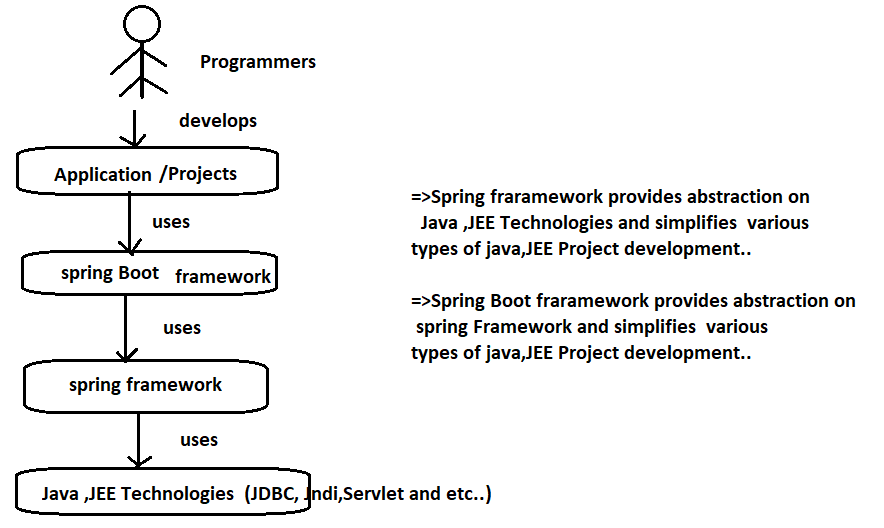 Programmers
develops
Application /Projects
uses
spring Boot framework
uses
spring framework
uses
Java ,JEE Technologies (JDBC, Jndi,Servlet and etc..)
=>Spring fraramework provides abstraction on
Java ,JEE Technologies and simplifies various
types of java,JEE Project development..
=>Spring Boot fraramework provides abstraction on
spring Framework and simplifies various
types of java,JEE Project development..